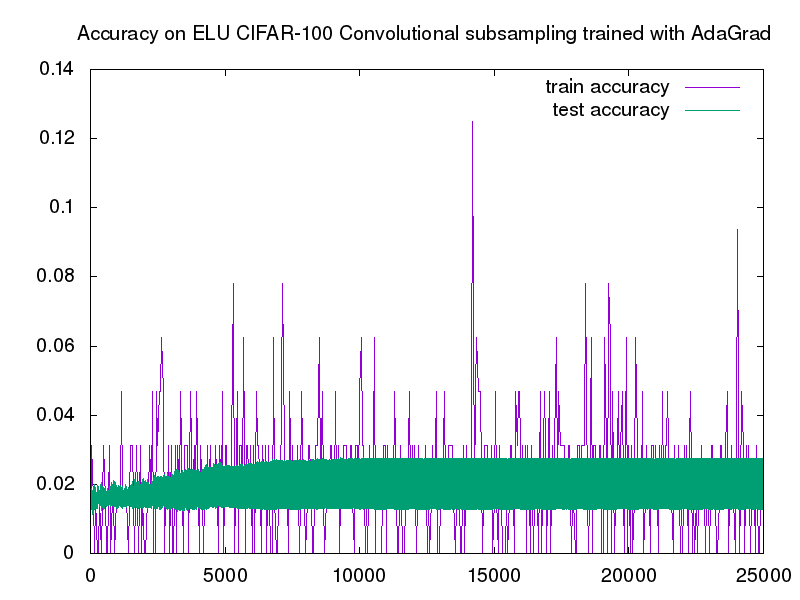 Accuracy on ELU CIFAR-100 Convolutional subsampling trained with AdaGrad
0.14
train accuracy
test accuracy
0.12
0.1
0.08
0.06
0.04
0.02
0
0 5000 10000 15000 20000 25000